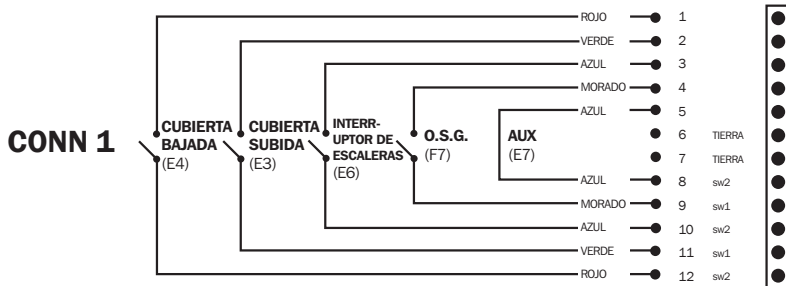 CONN 1
CUBIERTA
BAJADA
(E4)
CUBIERTA
SUBIDA
(E3)
INTERR-
UPTOR DE
ESCALERAS
(E6)
O.S.G.
(F7)
AUX
(E7)
ROJO 1
VERDE 2
AZUL 3
MORADO 4
AZUL 5
6 TIERRA
7 TIERRA
AZUL 8 sw2
MORADO 9 sw1
AZUL 10 sw2
VERDE 11 sw1
ROJO 12 sw2